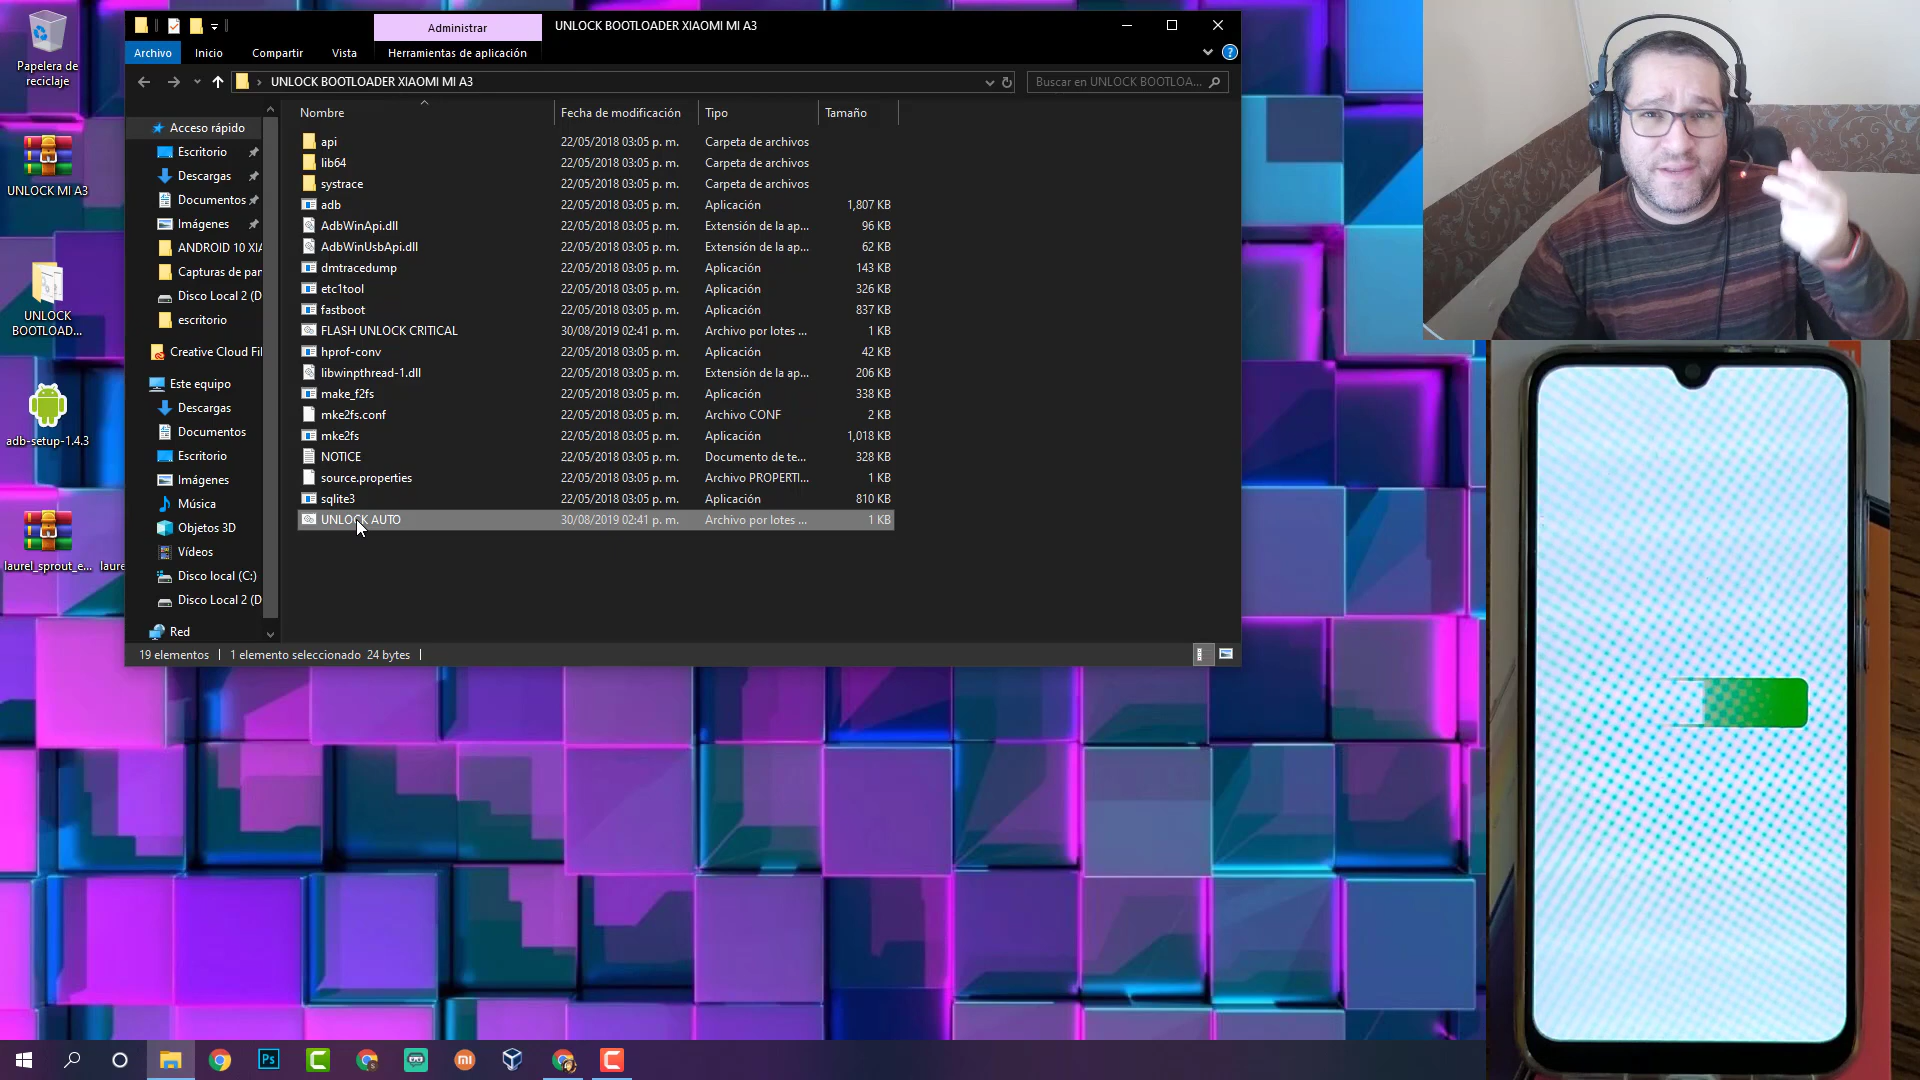 Papelera de
reciclaje
UNLOCK MI A3
UNLOCK
BOOTLOAD...
adb-setup-1.4.3
laurel_sprout_e...
laure
Administrar
UNLOCK BOOTLOADER XIAOMI MI A3
Archivo
Inicio
Compartir
Vista
Herramientas de aplicación
UNLOCK BOOTLOADER XIAOMI MI A3
Buscar en UNLOCK BOOTLOA...
Acceso rápido
Escritorio
Descargas
Documentos
Imágenes
ANDROID 10 XIA
Capturas de pan
Disco Local 2 (D
escritorio
Creative Cloud Fil
Este equipo
Descargas
Documentos
Escritorio
Imágenes
Música
Objetos 3D
Vídeos
Disco local (C:)
Disco Local 2 (D
Red
Nombre Fecha de modificación Tipo Tamaño
api 22/05/2018 03:05 p. m. Carpeta de archivos
lib64 22/05/2018 03:05 p. m. Carpeta de archivos
systrace 22/05/2018 03:05 p. m. Carpeta de archivos
adb 22/05/2018 03:05 p. m. Aplicación 1,807 KB
AdbWinApi.dll 22/05/2018 03:05 p. m. Extensión de la ap... 96 KB
AdbWinUsbApi.dll 22/05/2018 03:05 p. m. Extensión de la ap... 62 KB
dmtracedump 22/05/2018 03:05 p. m. Aplicación 143 KB
etc1tool 22/05/2018 03:05 p. m. Aplicación 326 KB
fastboot 22/05/2018 03:05 p. m. Aplicación 837 KB
FLASH UNLOCK CRITICAL 30/08/2019 02:41 p. m. Archivo por lotes ... 1 KB
hprof-conv 22/05/2018 03:05 p. m. Aplicación 42 KB
libwinpthread-1.dll 22/05/2018 03:05 p. m. Extensión de la ap... 206 KB
make_f2fs 22/05/2018 03:05 p. m. Aplicación 338 KB
mke2fs.conf 22/05/2018 03:05 p. m. Archivo CONF 2 KB
mke2fs 22/05/2018 03:05 p. m. Aplicación 1,018 KB
NOTICE 22/05/2018 03:05 p. m. Documento de te... 328 KB
source.properties 22/05/2018 03:05 p. m. Archivo PROPERTI... 1 KB
sqlite3 22/05/2018 03:05 p. m. Aplicación 810 KB
UNLOCK AUTO 30/08/2019 02:41 p. m. Archivo por lotes ... 1 KB
19 elementos
1 elemento seleccionado 24 bytes
Ps
mi